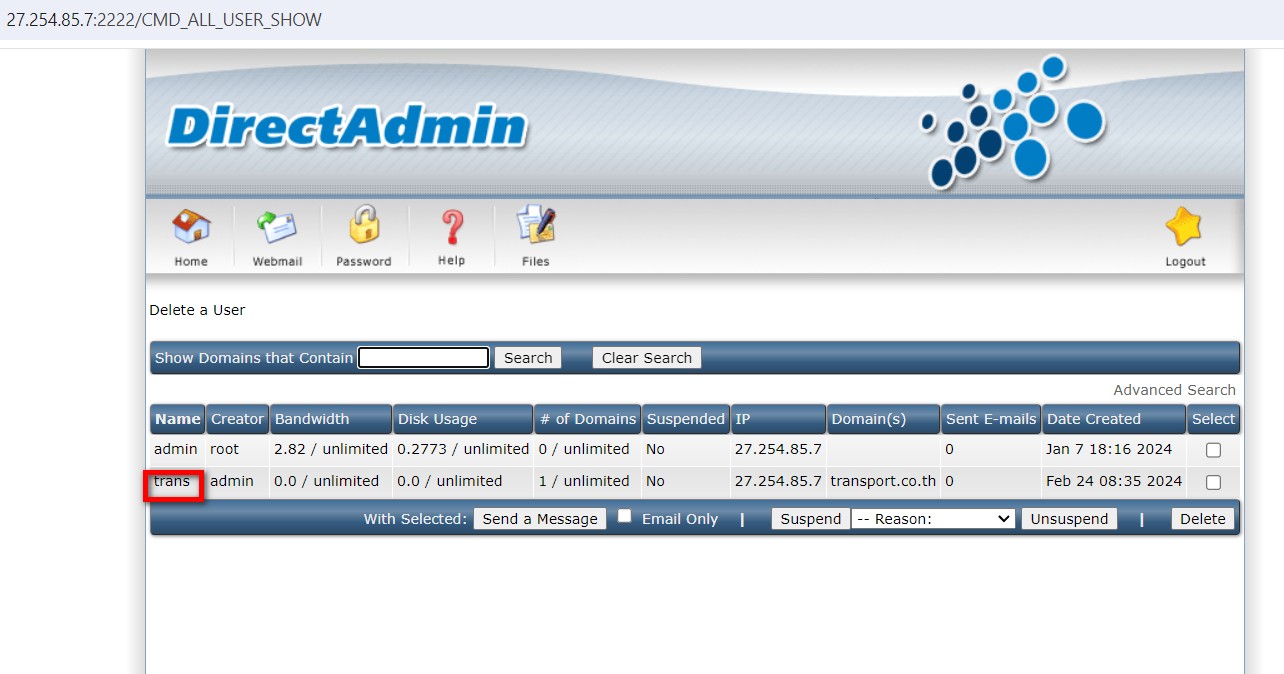 27.254.85.7:2222/CMD_ALL_USER_SHOW
DirectAdmin
Home Webmail Password Help Files Logout
Delete a User
Show Domains that Contain Search Clear Search
Advanced Search
Name Creator Bandwidth Disk Usage # of Domains Suspended IP Domain(s) Sent E-mails Date Created Select
admin root 2.82 / unlimited 0.2773 / unlimited 0 / unlimited No 27.254.85.7 0 Jan 7 18:16 2024
trans admin 0.0 / unlimited 0.0 / unlimited 1 / unlimited No 27.254.85.7 transport.co.th 0 Feb 24 08:35 2024
With Selected: Send a Message Email Only | Suspend -- Reason: Unsuspend | Delete